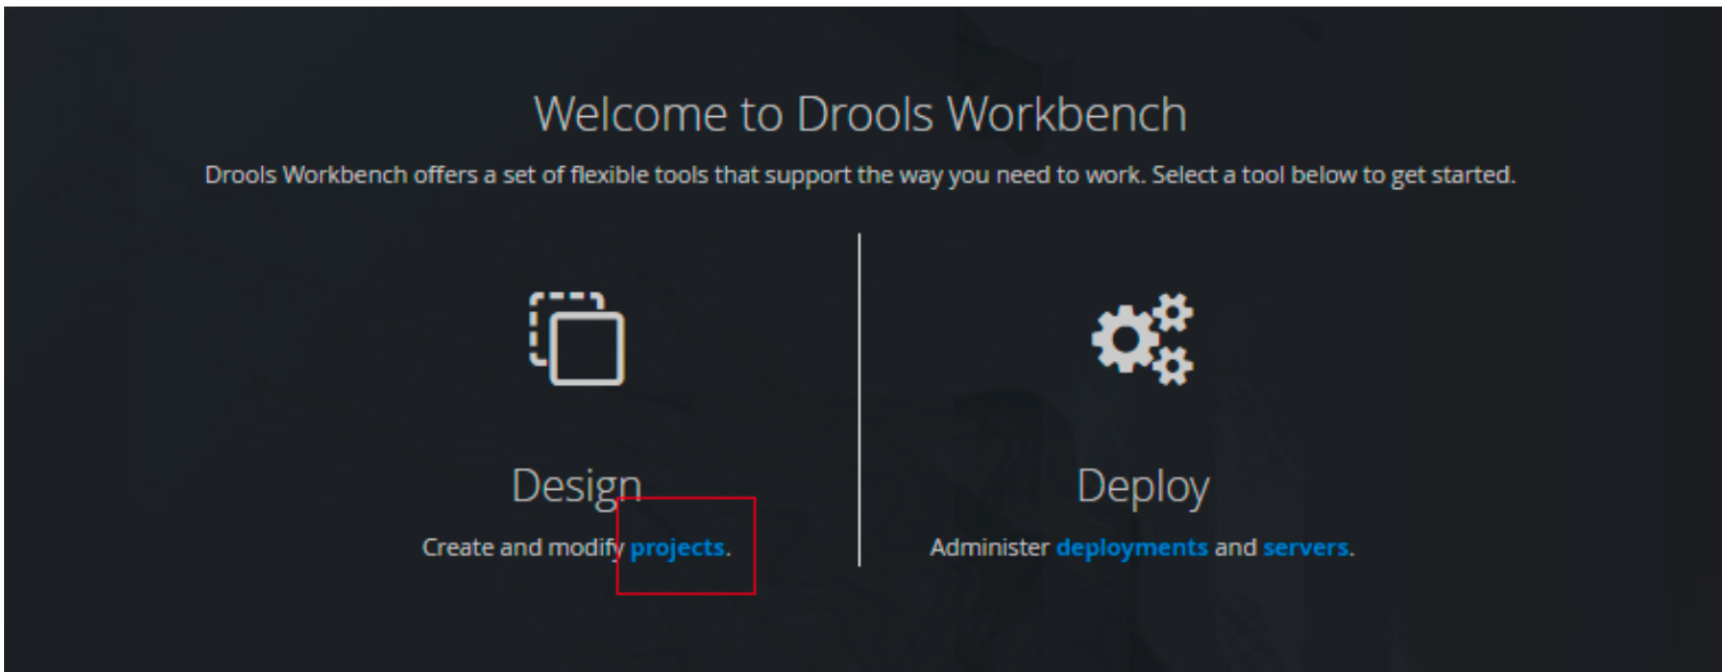 Welcome to Drools Workbench
Drools Workbench offers a set of flexible tools that support the way you need to work. Select a tool below to get started.
Design
Create and modify projects.
Deploy
Administer deployments and servers.